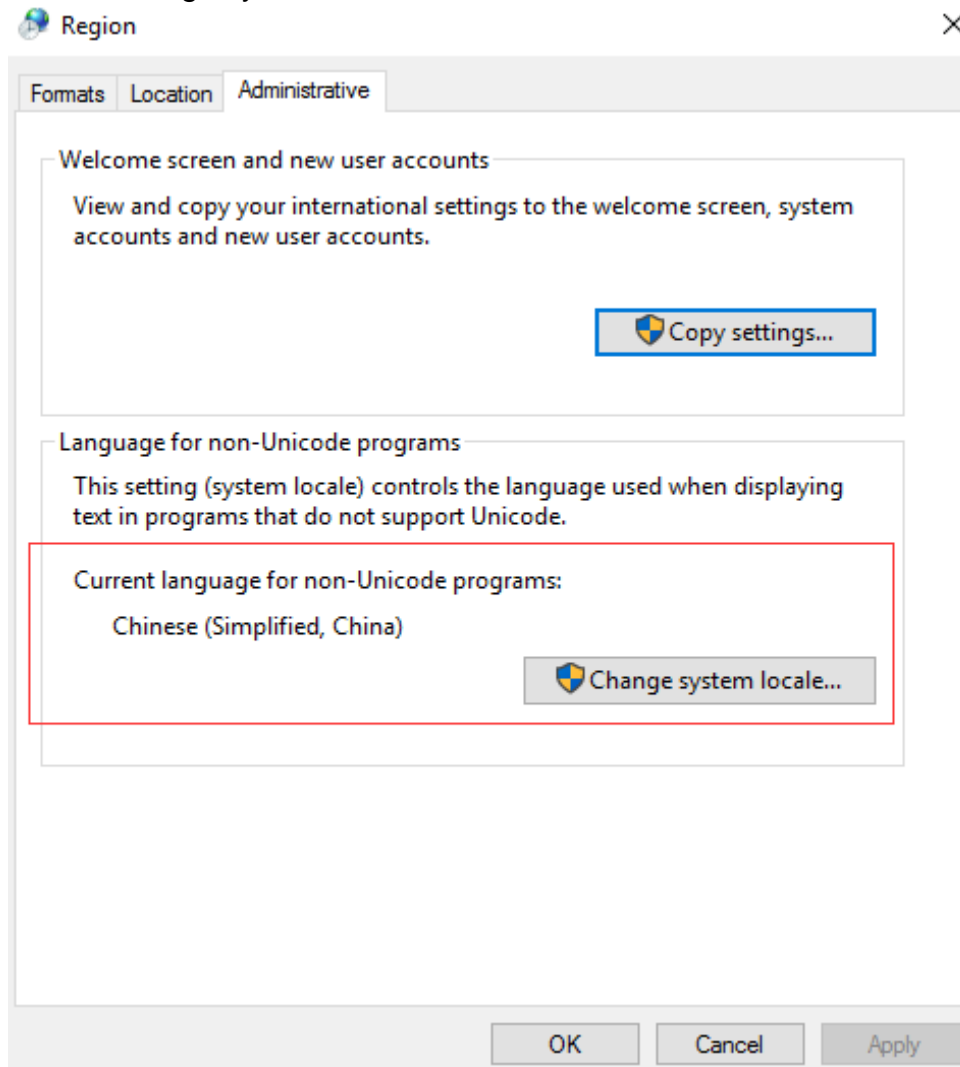 Region
Formats Location Administrative
Welcome screen and new user accounts
View and copy your international settings to the welcome screen, system
accounts and new user accounts.
Copy settings...
Language for non-Unicode programs
This setting (system locale) controls the language used when displaying
text in programs that do not support Unicode.
Current language for non-Unicode programs:
Chinese (Simplified, China)
Change system locale...
OK Cancel Apply